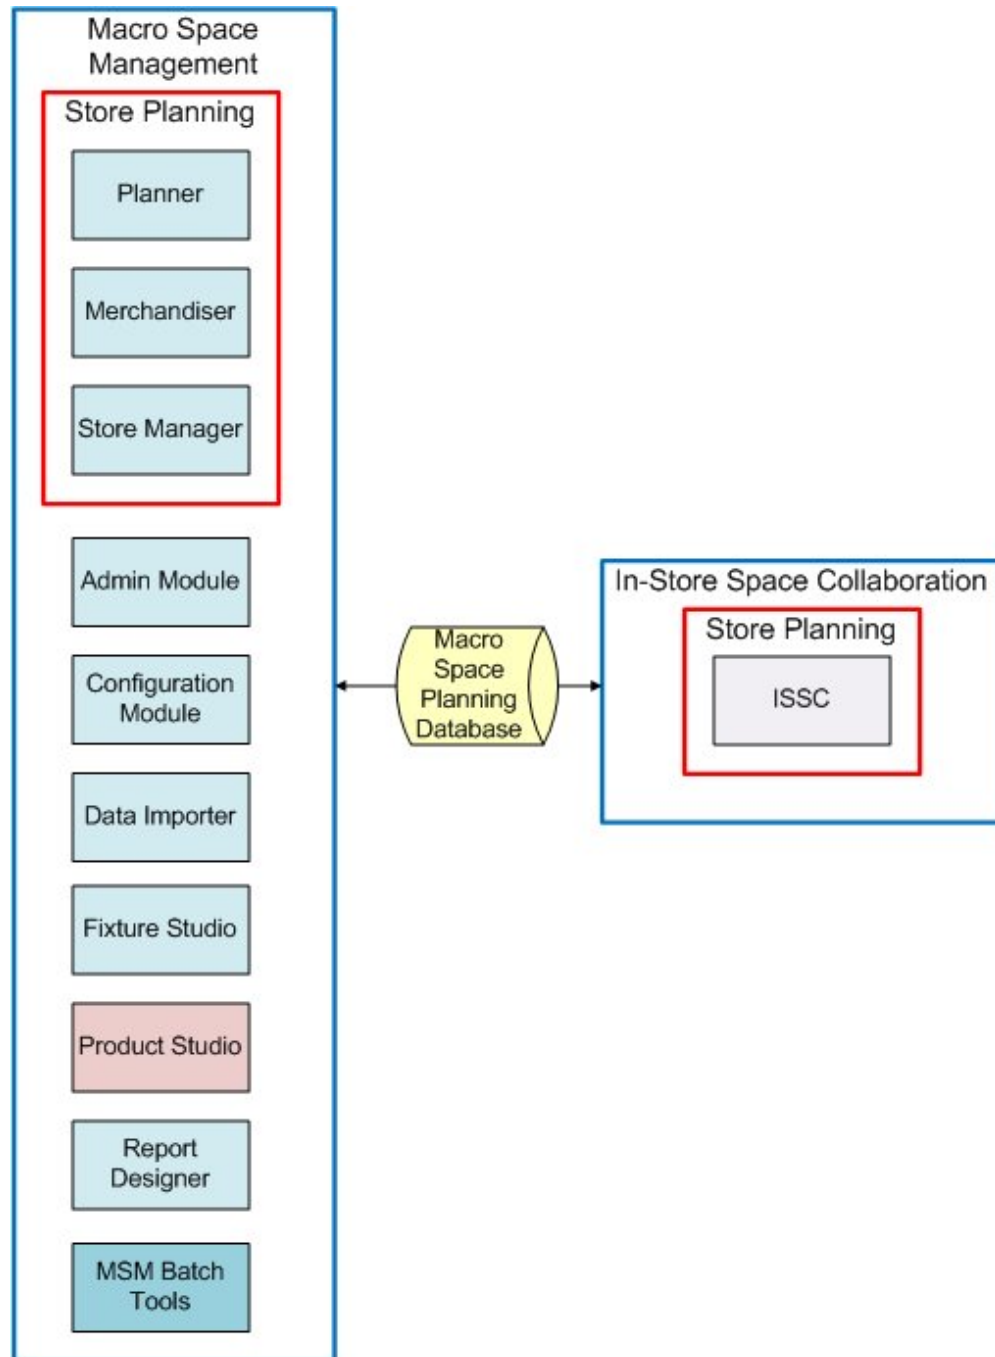 Macro Space
Management
Store Planning
Planner
Merchandiser
Store Manager
Admin Module
Configuration
Module
Data Importer
Fixture Studio
Product Studio
Report
Designer
MSM Batch
Tools
Macro
Space
Planning
Database
In-Store Space Collaboration
Store Planning
ISSC